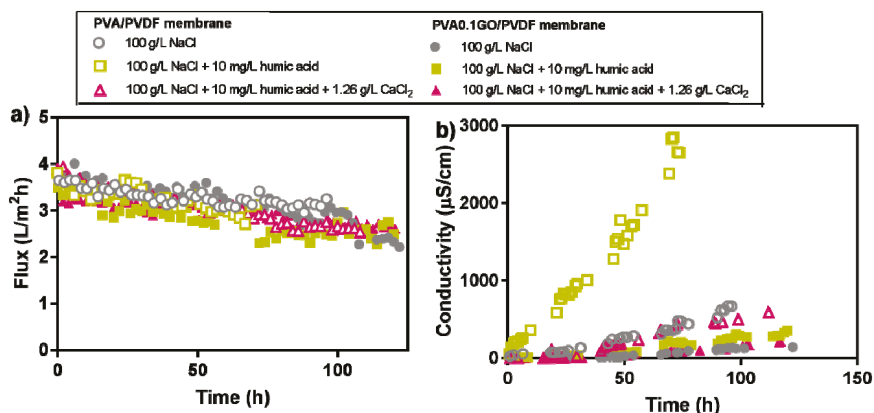 PVA/PVDF membrane
100 g/L NaCl
100 g/L NaCl + 10 mg/L humic acid
100 g/L NaCl + 10 mg/L humic acid + 1.26 g/L CaCl2
PVA0.1GO/PVDF membrane
100 g/L NaCl
100 g/L NaCl + 10 mg/L humic acid
100 g/L NaCl + 10 mg/L humic acid + 1.26 g/L CaCl2
a)
Flux (L/m²h)
5
4
3
2
1
0
0 50 100
Time (h)
b)
Conductivity (µS/cm)
3000
2000
1000
0
0 50 100 150
Time (h)